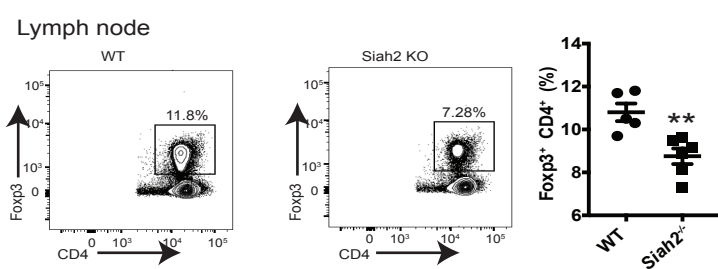 Lymph node
WT
Siah2 KO
10⁵
10⁴
10³
0
11.8%
Foxp3
0 10³ 10⁴ 10⁵
CD4
10⁵
10⁴
10³
0
7.28%
Foxp3
0 10³ 10⁴ 10⁵
CD4
14
12
10
8
6
Foxp3⁺ CD4⁺ (%)
**
WT
Siah2⁻/⁻